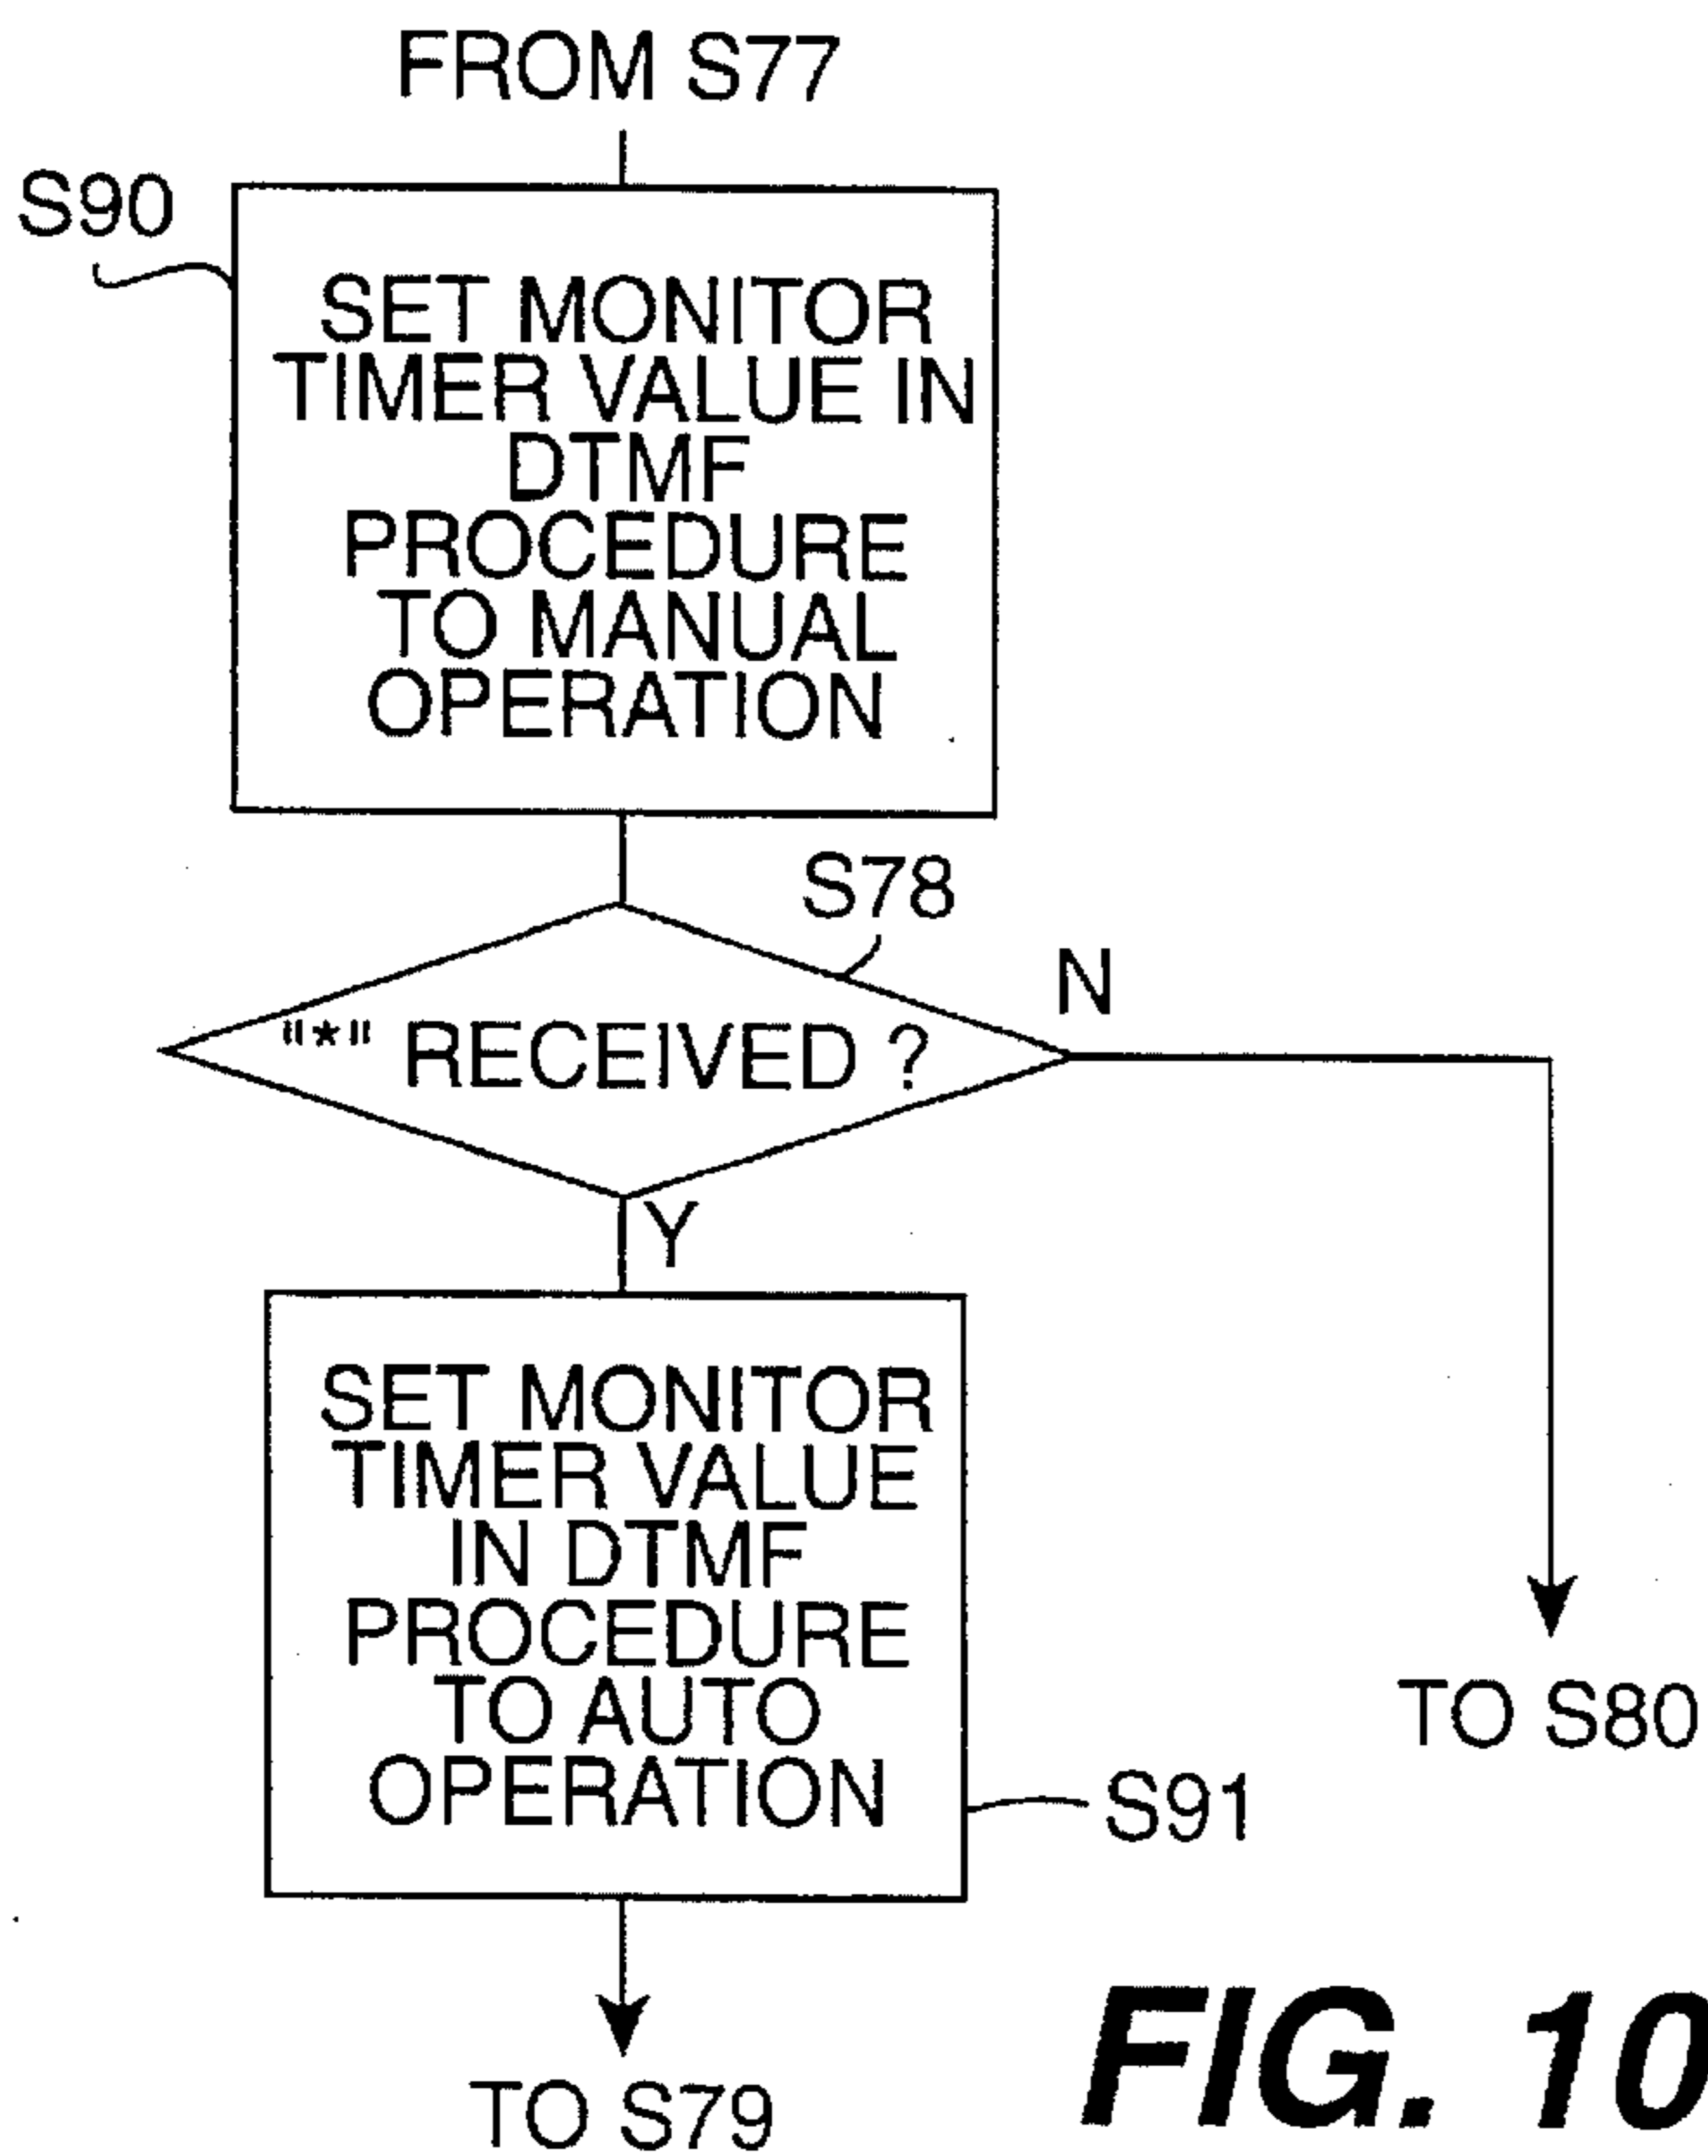 FROM S77
S90
SET MONITOR
TIMER VALUE IN
DTMF
PROCEDURE
TO MANUAL
OPERATION
S78
N
"*" RECEIVED ?
Y
SET MONITOR
TIMER VALUE
IN DTMF
PROCEDURE
TO AUTO
OPERATION
TO S80
S91
TO S79
FIG. 10